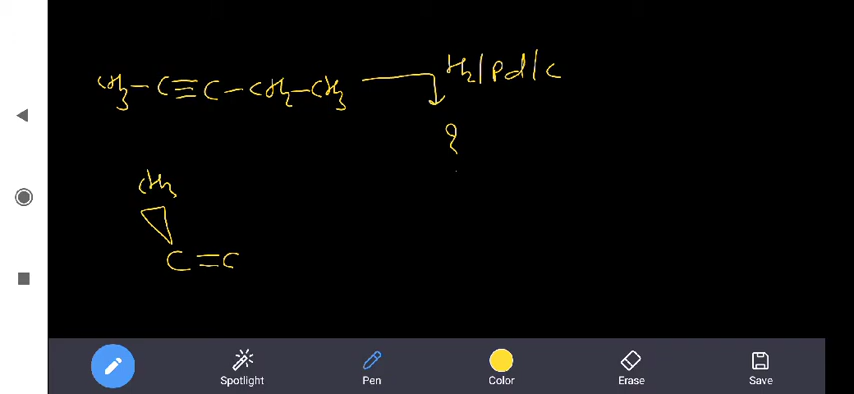 CH3-C≡C-CH2-CH3 H2/Pd/C
?
CH3
C=C
Spotlight Pen Color Erase Save